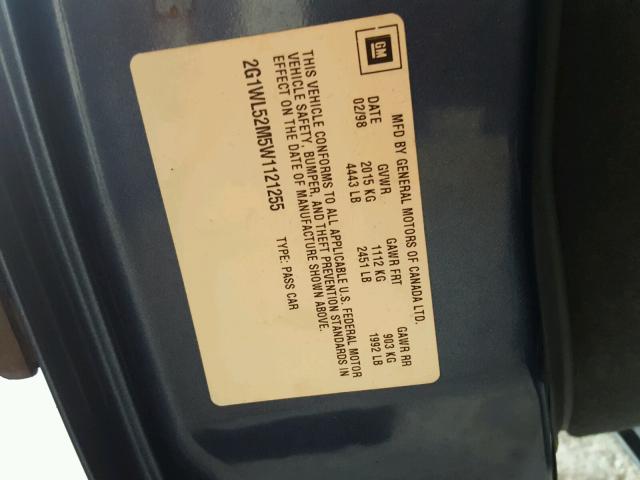 GM
MFD BY GENERAL MOTORS OF CANADA LTD.
DATE GVWR GAWR FRT GAWR RR
02/98 2015 KG 1112 KG 903 KG
4443 LB 2451 LB 1992 LB
THIS VEHICLE CONFORMS TO ALL APPLICABLE U.S. FEDERAL MOTOR
VEHICLE SAFETY, BUMPER, AND THEFT PREVENTION STANDARDS IN
EFFECT ON THE DATE OF MANUFACTURE SHOWN ABOVE.
2G1WL52M5W1121255 TYPE: PASS CAR